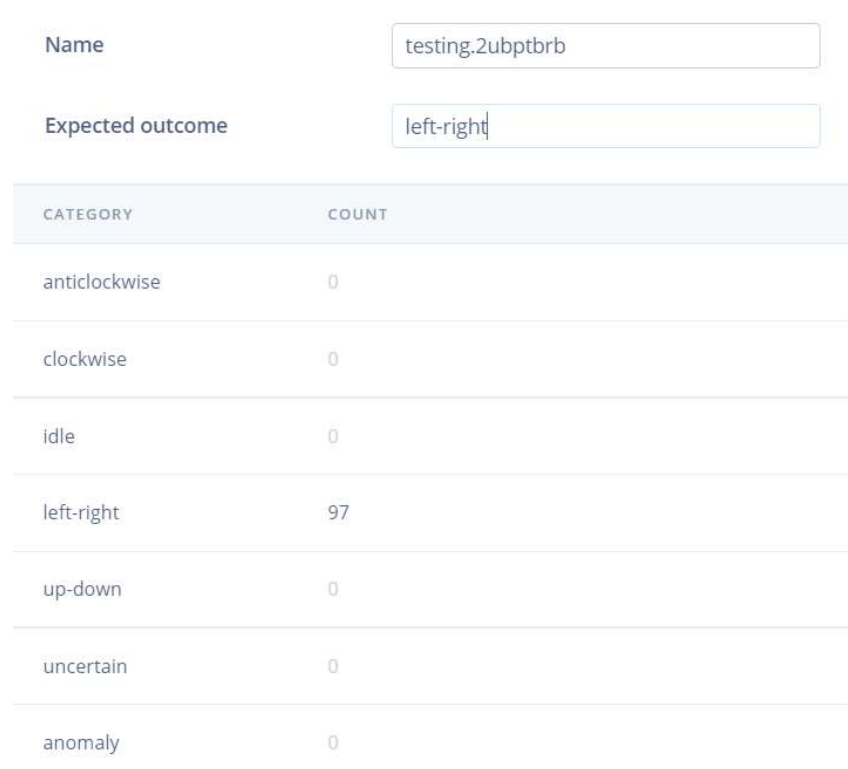 Name testing.2ubptbrb
Expected outcome left-right
CATEGORY COUNT
anticlockwise 0
clockwise 0
idle 0
left-right 97
up-down 0
uncertain 0
anomaly 0